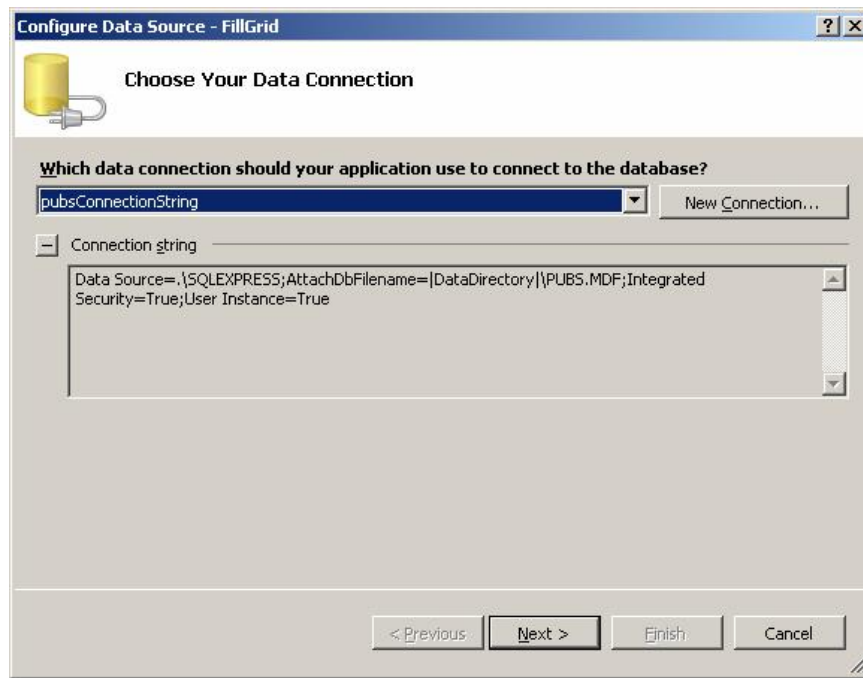 Configure Data Source - FillGrid
Choose Your Data Connection
Which data connection should your application use to connect to the database?
pubsConnectionString
New Connection...
Connection string
Data Source=.\SQLEXPRESS;AttachDbFilename=|DataDirectory|\PUBS.MDF;Integrated
Security=True;User Instance=True
< Previous
Next >
Finish
Cancel